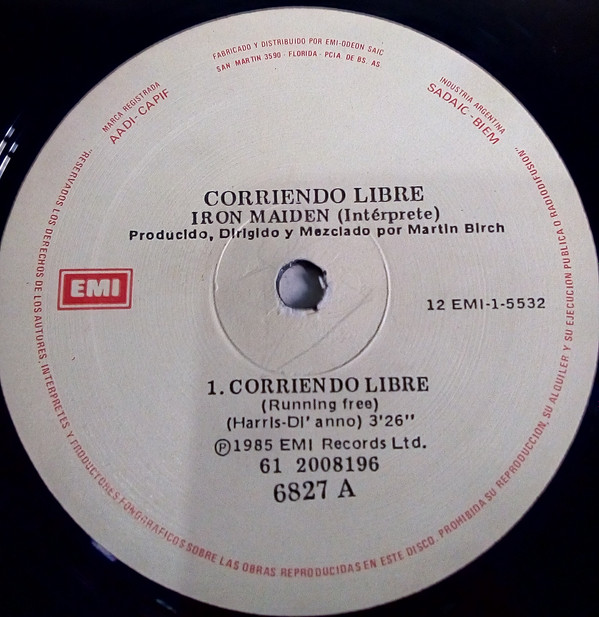 FABRICADO Y DISTRIBUIDO POR EMI-ODEON SAIC
SAN MARTIN 3590 - FLORIDA - PCIA. DE BS. AS.
MARCA REGISTRADA
AADI-CAPIF
INDUSTRIA ARGENTINA
SADAIC-BIEM
CORRIENDO LIBRE
IRON MAIDEN (Intérprete)
Producido, Dirigido y Mezclado por Martin Birch
EMI
12 EMI-1-5532
1. CORRIENDO LIBRE
(Running free)
(Harris-Di' anno) 3'26"
Ⓟ1985 EMI Records Ltd.
61 2008196
6827 A
"RESERVADOS LOS DERECHOS DE LOS AUTORES, INTERPRETES Y PRODUCTORES FONOGRAFICOS SOBRE LAS OBRAS REPRODUCIDAS EN ESTE DISCO. PROHIBIDA SU REPRODUCCION, SU ALQUILER Y SU EJECUCION PUBLICA O RADIODIFUSION"